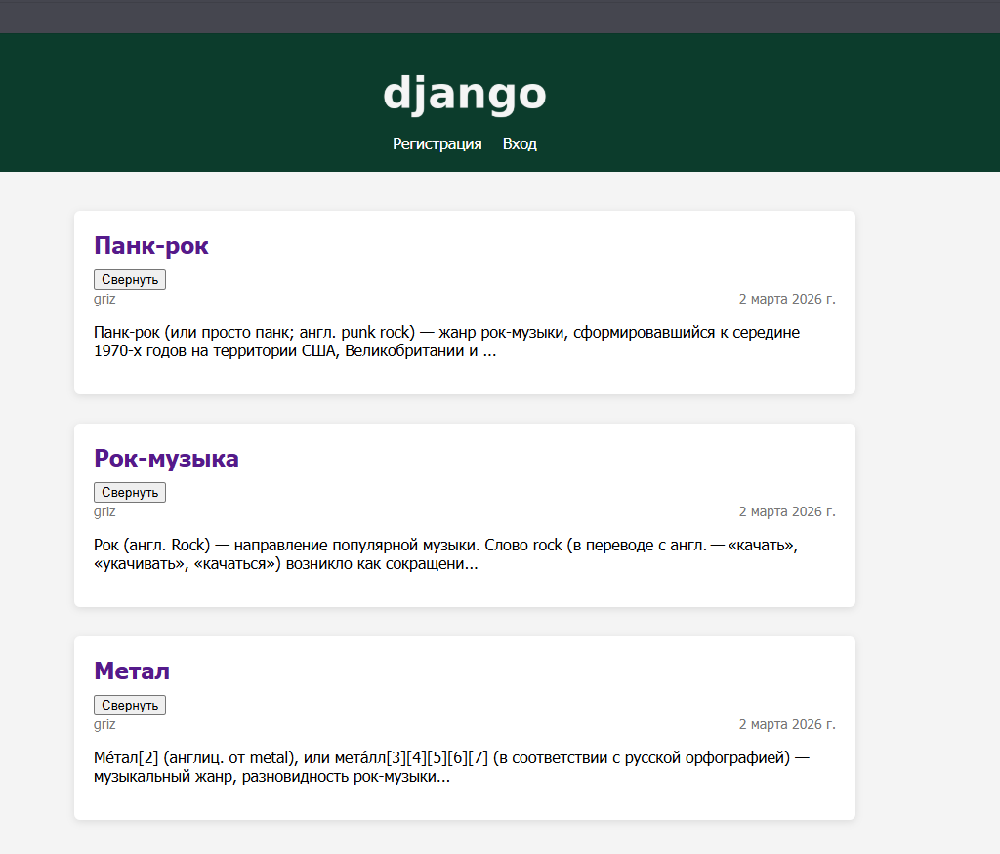 django
Регистрация Вход
Панк-рок
Свернуть
griz 2 марта 2026 г.
Панк-рок (или просто панк; англ. punk rock) — жанр рок-музыки, сформировавшийся к середине
1970-х годов на территории США, Великобритании и ...
Рок-музыка
Свернуть
griz 2 марта 2026 г.
Рок (англ. Rock) — направление популярной музыки. Слово rock (в переводе с англ. — «качать»,
«укачивать», «качаться») возникло как сокращени...
Метал
Свернуть
griz 2 марта 2026 г.
Ме́тал[2] (англиц. от metal), или мета́лл[3][4][5][6][7] (в соответствии с русской орфографией) —
музыкальный жанр, разновидность рок-музыки...